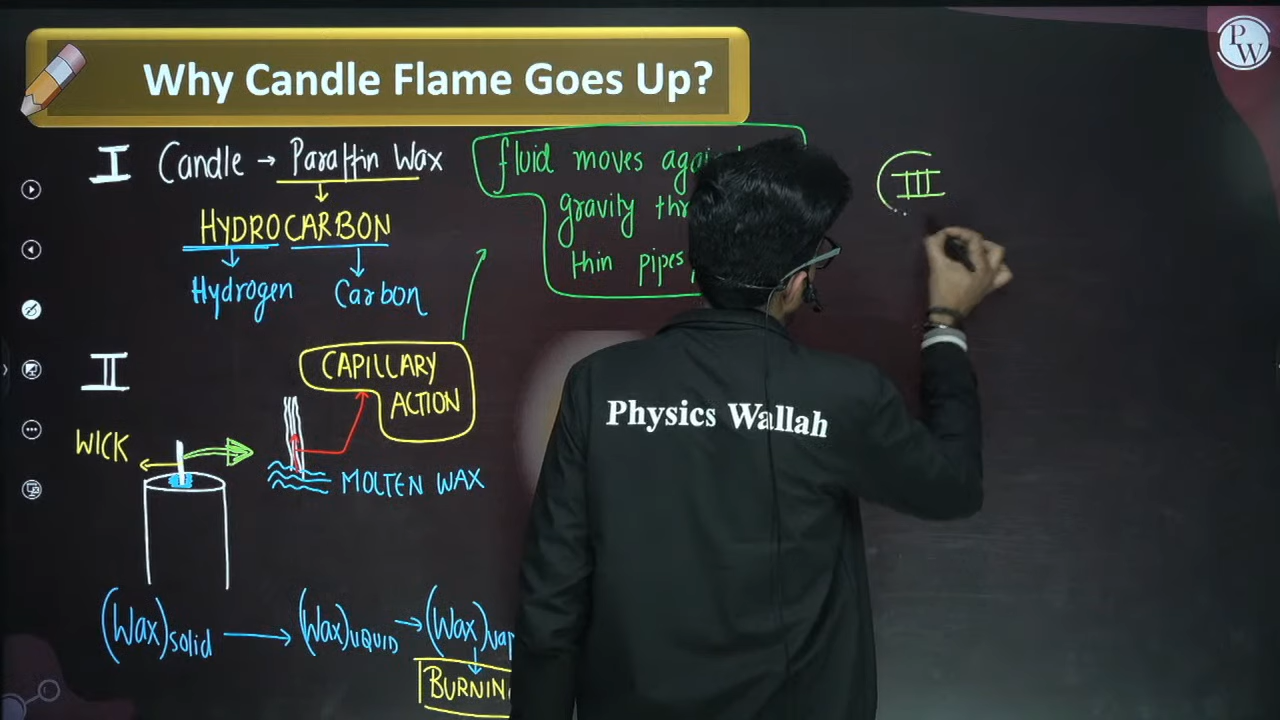 Why Candle Flame Goes Up?
PW
I Candle → Paraffin Wax
HYDROCARBON
Hydrogen Carbon
fluid moves
gravity
thin pipes
III
II
CAPILLARY
ACTION
WICK
MOLTEN WAX
Physics Wallah
(Wax)solid → (Wax)LIQUID → (Wax)